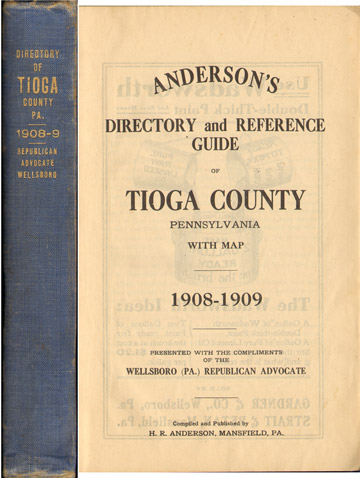 DIRECTORY
OF
TIOGA
COUNTY
PA.
1908-9
REPUBLICAN
ADVOCATE
WELLSBORO
ANDERSON'S
DIRECTORY and REFERENCE
GUIDE
OF
TIOGA COUNTY
PENNSYLVANIA
WITH MAP
1908-1909
PRESENTED WITH THE COMPLIMENTS
OF THE
WELLSBORO (PA.) REPUBLICAN ADVOCATE
Compiled and Published by
H. R. ANDERSON, MANSFIELD, PA.